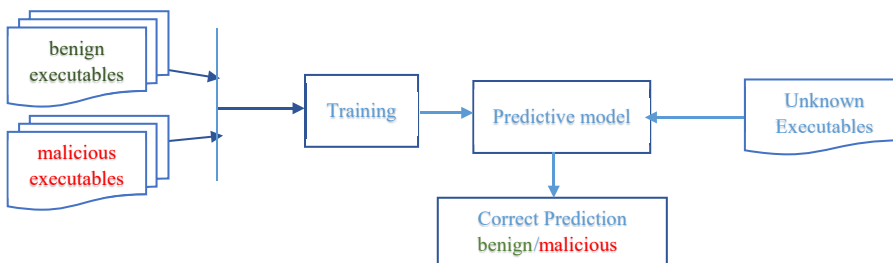 benign
executables
malicious
executables
Training
Predictive model
Unknown
Executables
Correct Prediction
benign/malicious